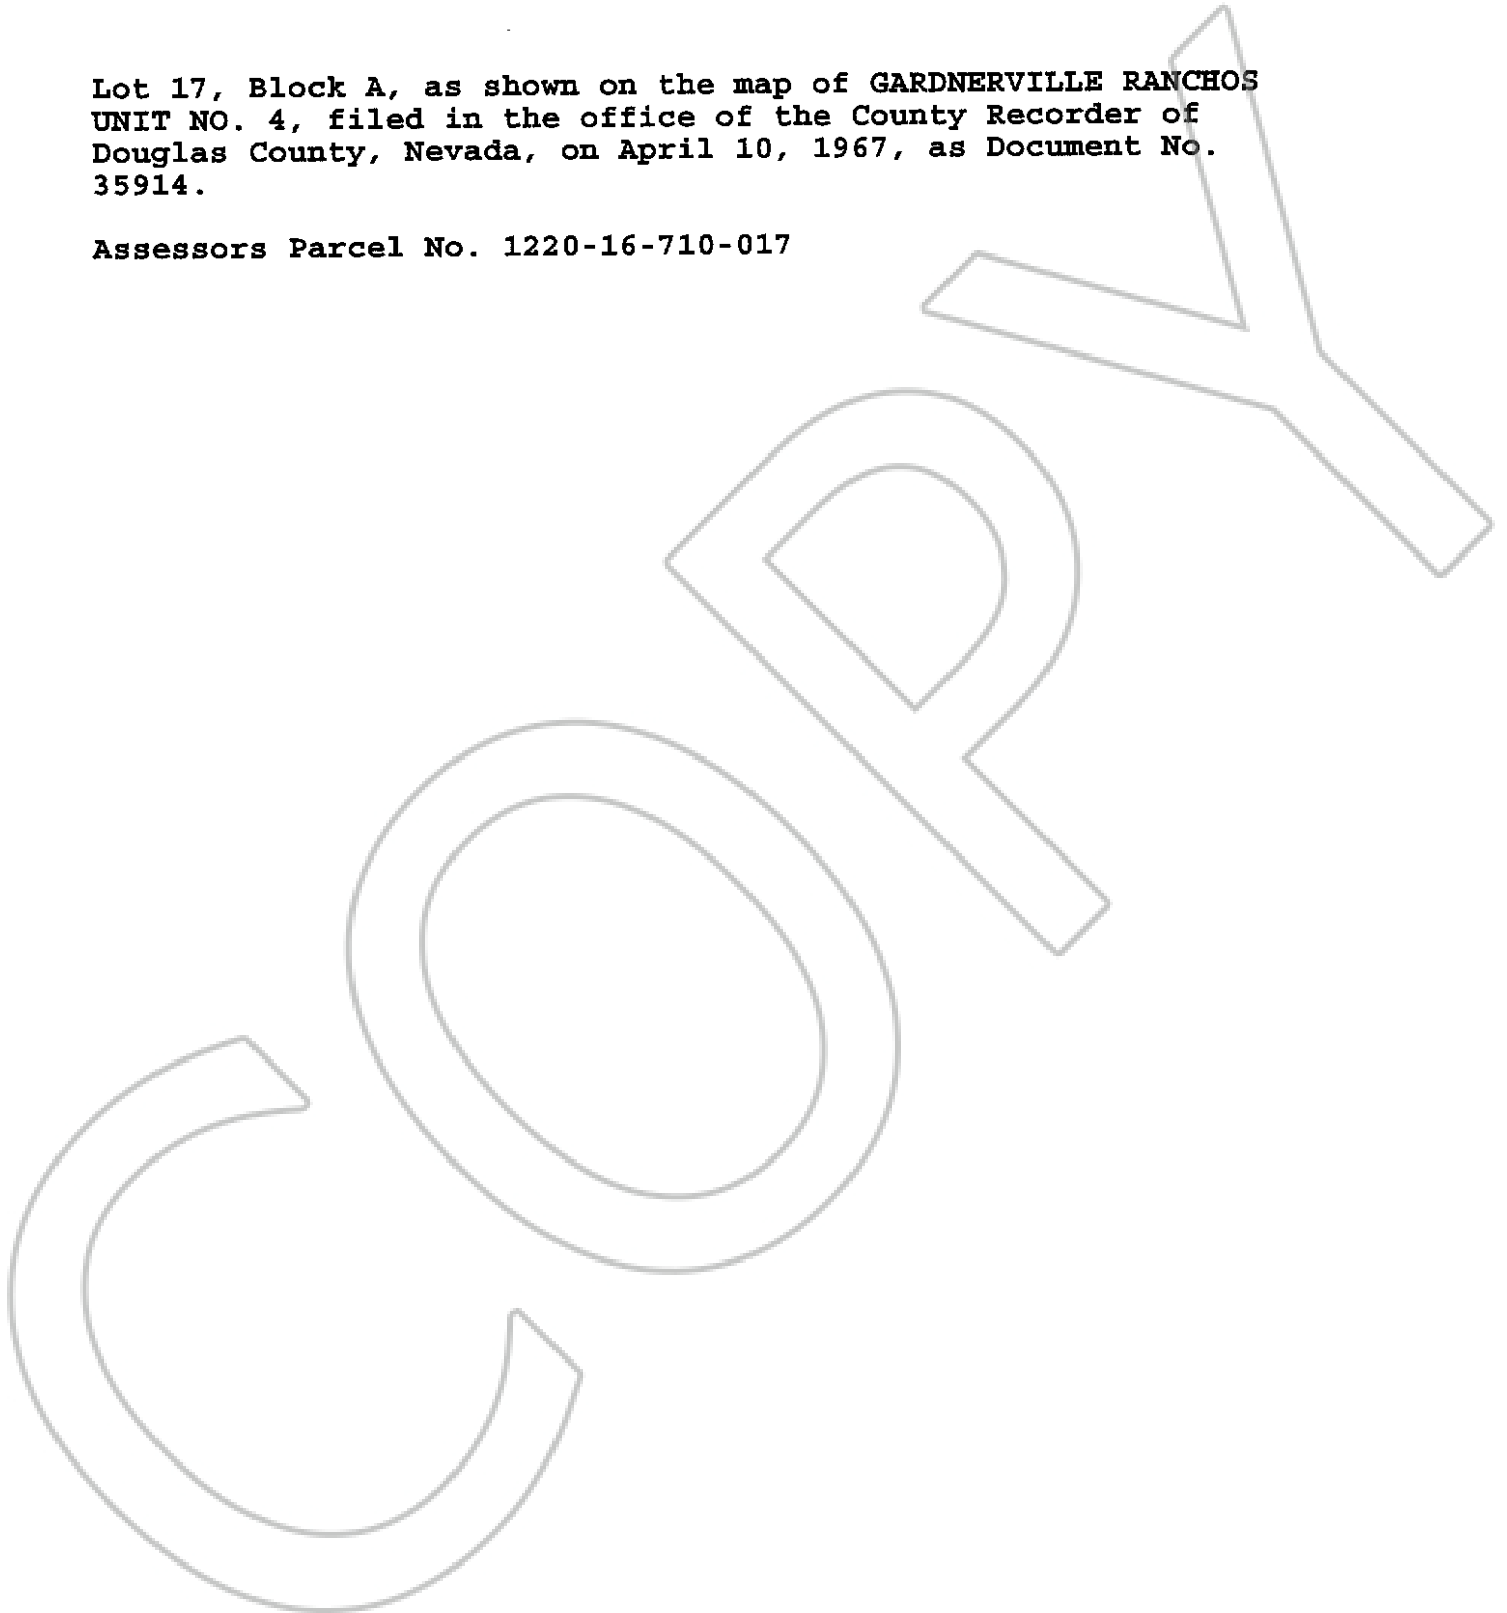 Lot 17, Block A, as shown on the map of GARDNERVILLE RANCHOS
UNIT NO. 4, filed in the office of the County Recorder of
Douglas County, Nevada, on April 10, 1967, as Document No.
35914.
Assessors Parcel No. 1220-16-710-017
COPY